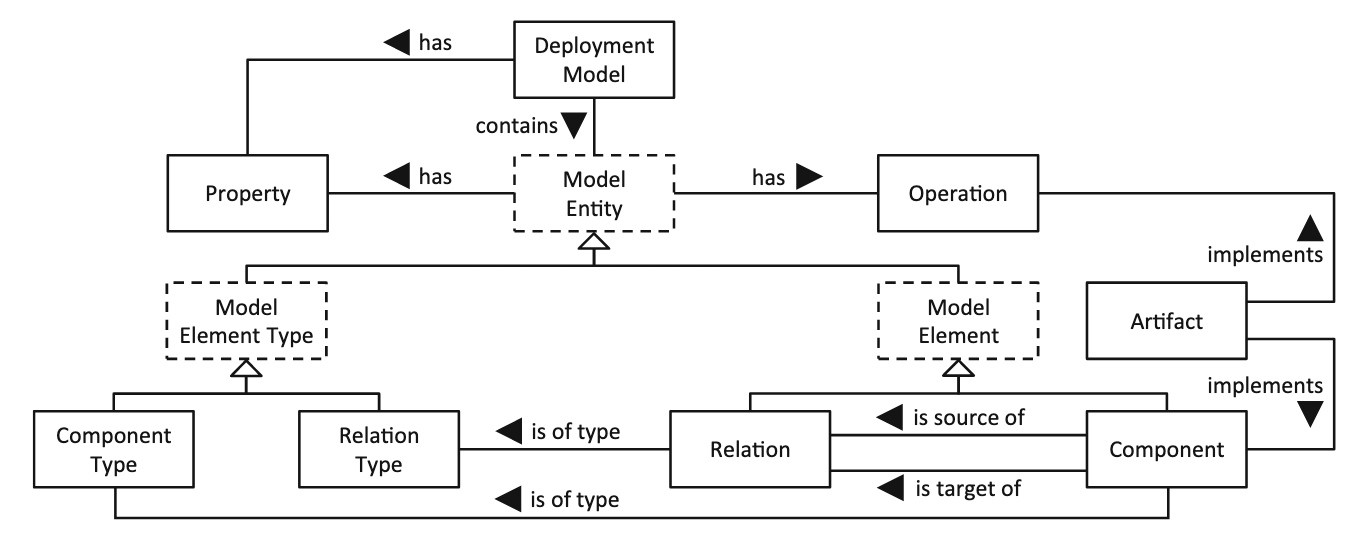 has
Deployment
Model
contains
Property
has
Model
Entity
has
Operation
implements
Model
Element Type
Model
Element
Artifact
implements
Component
Type
Relation
Type
is of type
Relation
is source of
is target of
Component
is of type